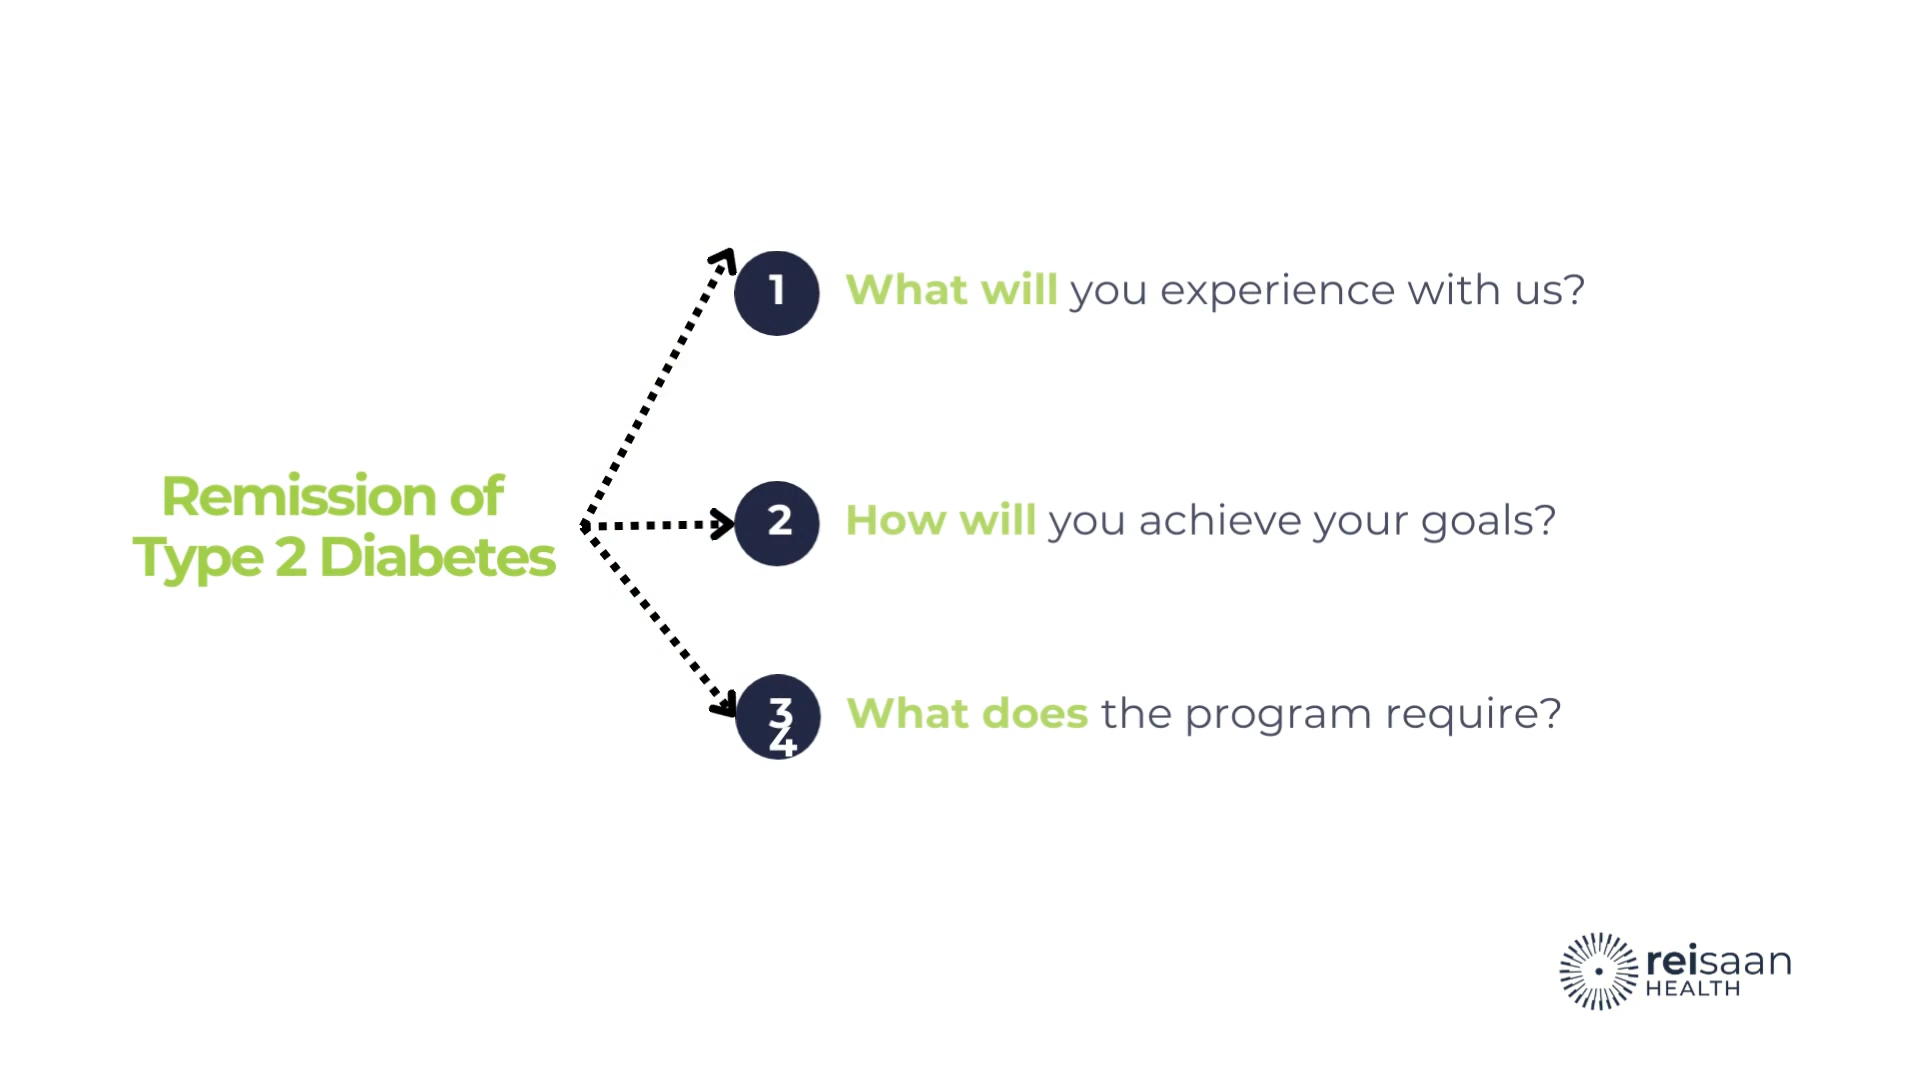 Remission of
Type 2 Diabetes
1 What will you experience with us?
2 How will you achieve your goals?
3 What does the program require?
4
reisaan
HEALTH